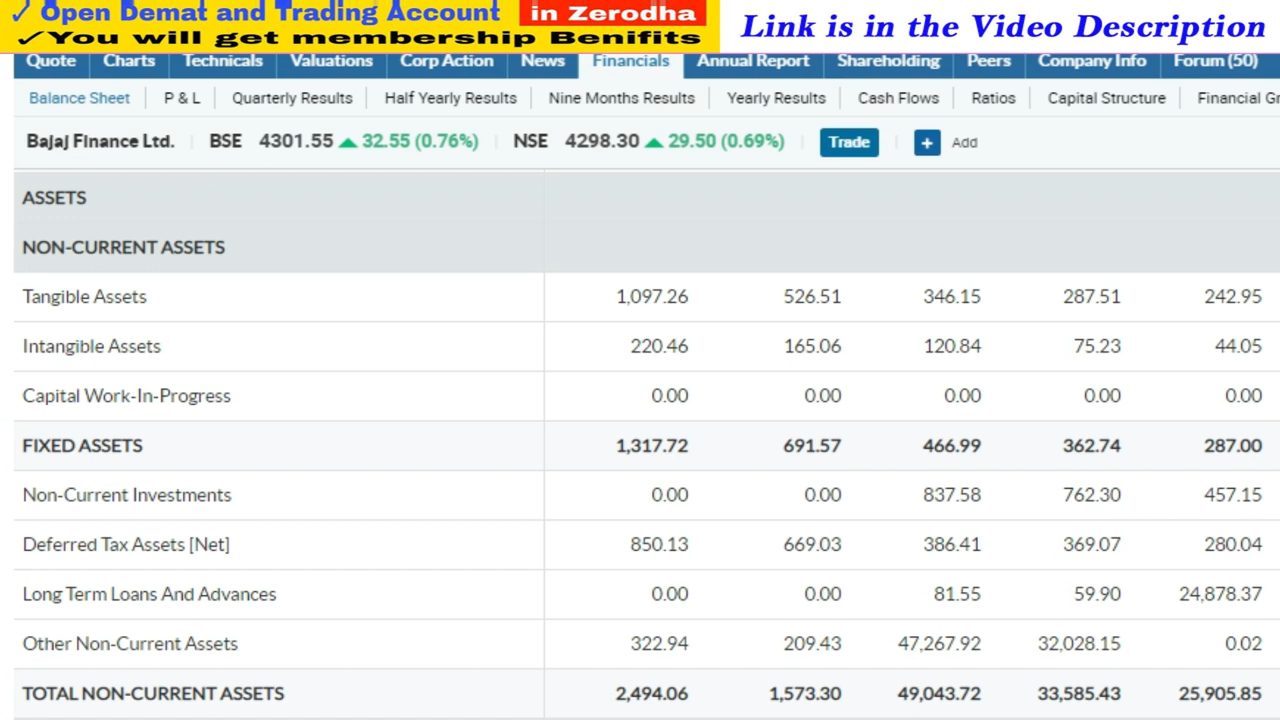 ✓ Open Demat and Trading Account in Zerodha
✓You will get membership Benifits
Link is in the Video Description
Quote Charts Technicals Valuations Corp Action News Financials Annual Report Shareholding Peers Company Info Forum (50)
Balance Sheet P & L Quarterly Results Half Yearly Results Nine Months Results Yearly Results Cash Flows Ratios Capital Structure Financial Gr
Bajaj Finance Ltd. BSE 4301.55 ▲ 32.55 (0.76%) NSE 4298.30 ▲ 29.50 (0.69%) Trade + Add
ASSETS
NON-CURRENT ASSETS
Tangible Assets 1,097.26 526.51 346.15 287.51 242.95
Intangible Assets 220.46 165.06 120.84 75.23 44.05
Capital Work-In-Progress 0.00 0.00 0.00 0.00 0.00
FIXED ASSETS 1,317.72 691.57 466.99 362.74 287.00
Non-Current Investments 0.00 0.00 837.58 762.30 457.15
Deferred Tax Assets [Net] 850.13 669.03 386.41 369.07 280.04
Long Term Loans And Advances 0.00 0.00 81.55 59.90 24,878.37
Other Non-Current Assets 322.94 209.43 47,267.92 32,028.15 0.02
TOTAL NON-CURRENT ASSETS 2,494.06 1,573.30 49,043.72 33,585.43 25,905.85